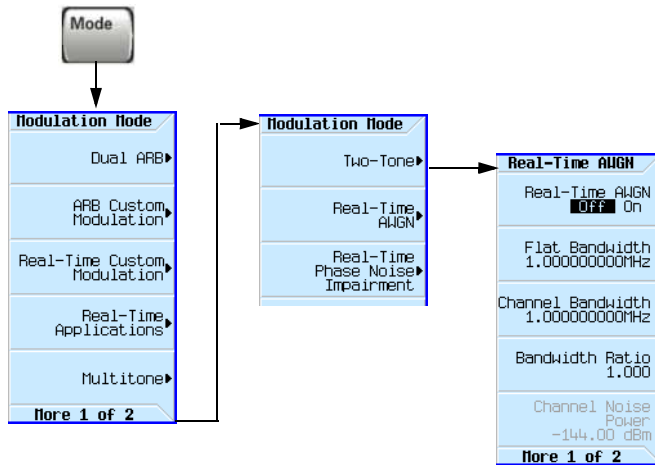 Mode
Modulation Mode
Dual ARB
ARB Custom
Modulation
Real-Time Custom
Modulation
Real-Time
Applications
Multitone
More 1 of 2
Modulation Mode
Two-Tone
Real-Time
AWGN
Real-Time
Phase Noise
Impairment
Real-Time AWGN
Real-Time AWGN
Off On
Flat Bandwidth
1.000000000MHz
Channel Bandwidth
1.000000000MHz
Bandwidth Ratio
1.000
Channel Noise
Power
-144.00 dBm
More 1 of 2